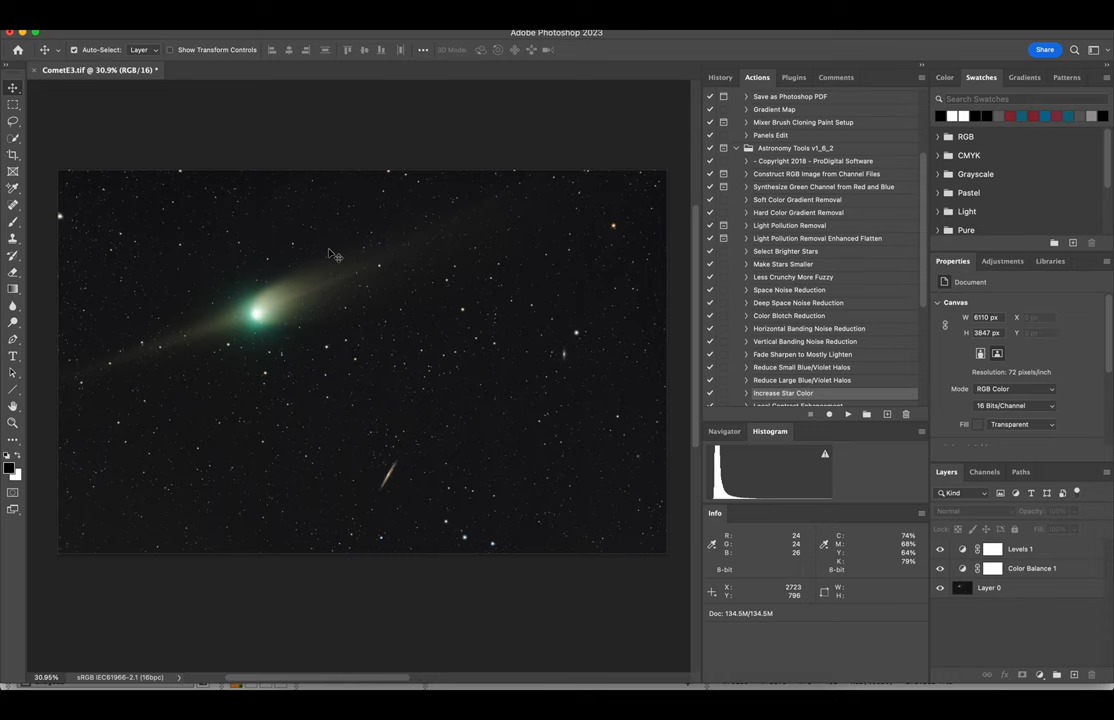 Adobe Photoshop 2023
Auto-Select: Layer Show Transform Controls 3D Mode: Share
× CometE3.tif @ 30.9% (RGB/16) *
History Actions Plugins Comments
Save as Photoshop PDF
Gradient Map
Mixer Brush Cloning Paint Setup
Panels Edit
Astronomy Tools v1_6_2
- Copyright 2018 - ProDigital Software
Construct RGB Image from Channel Files
Synthesize Green Channel from Red and Blue
Soft Color Gradient Removal
Hard Color Gradient Removal
Light Pollution Removal
Light Pollution Removal Enhanced Flatten
Select Brighter Stars
Make Stars Smaller
Less Crunchy More Fuzzy
Space Noise Reduction
Deep Space Noise Reduction
Color Blotch Reduction
Horizontal Banding Noise Reduction
Vertical Banding Noise Reduction
Fade Sharpen to Mostly Lighten
Reduce Small Blue/Violet Halos
Reduce Large Blue/Violet Halos
Increase Star Color
Navigator Histogram
Info
R: 24
G: 24
B: 26
8-bit
C: 74%
M: 68%
Y: 64%
K: 79%
8-bit
X: 2723
Y: 796
W:
H:
Doc: 134.5M/134.5M
Color Swatches Gradients Patterns
Search Swatches
RGB
CMYK
Grayscale
Pastel
Light
Pure
Properties Adjustments Libraries
Document
Canvas
W 6110 px X 0 px
H 3847 px Y 0 px
Resolution: 72 pixels/inch
Mode RGB Color
16 Bits/Channel
Fill Transparent
Layers Channels Paths
Kind
Normal Opacity: 100%
Lock: Fill: 100%
Levels 1
Color Balance 1
Layer 0
30.95% sRGB IEC61966-2.1 (16bpc)